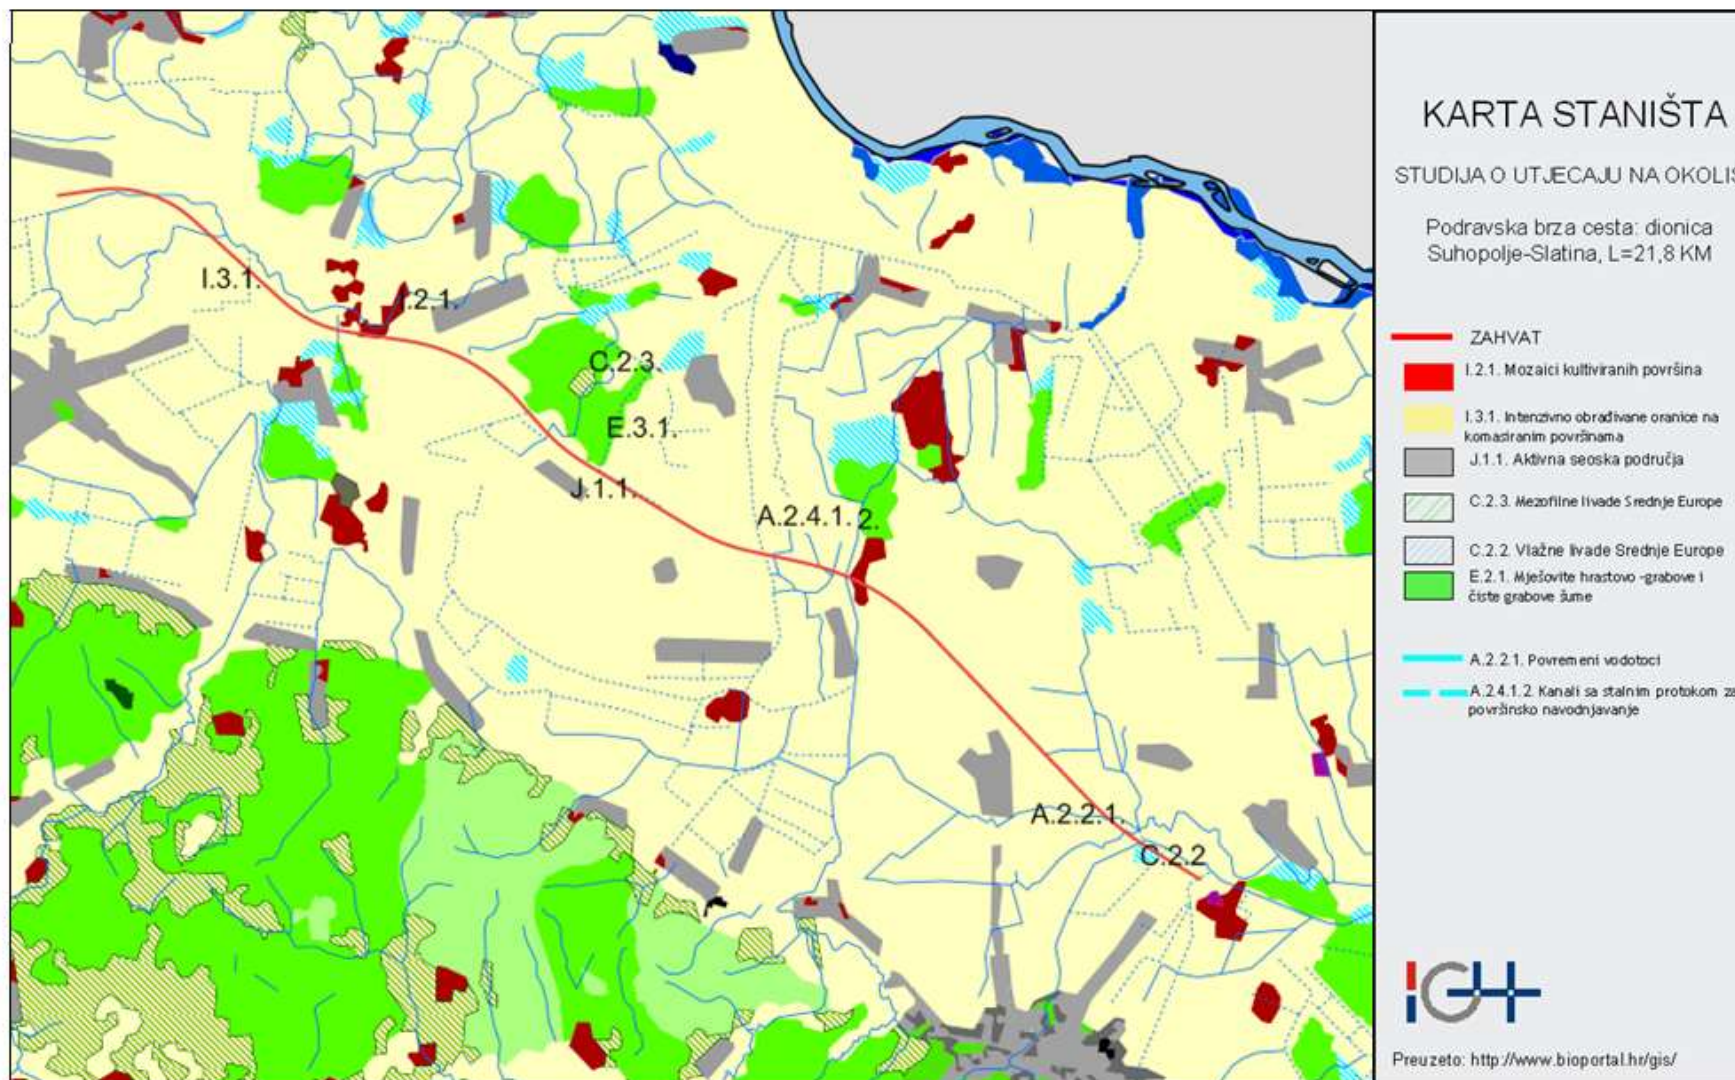 KARTA STANIŠTA
STUDIJA O UTJECAJU NA OKOLIŠ
Podravska brza cesta: dionica
Suhopolje-Slatina, L=21,8 KM
ZAHVAT
I.2.1. Mozaici kultiviranih površina
I.3.1. Intenzivno obrađivane oranice na
komasiranim površinama
J.1.1. Aktivna seoska područja
C.2.3. Mezofilne livade Srednje Europe
C.2.2 Vlažne livade Srednje Europe
E.2.1. Mješovite hrastovo -grabove i
čiste grabove šume
A.2.2.1. Povremeni vodotoci
A.2.4.1.2. Kanali sa stalnim protokom za
površinsko navodnjavanje
IGH
Preuzeto: http://www.bioportal.hr/gis/
I.3.1.
I.2.1.
C.2.3.
E.3.1.
J.1.1.
A.2.4.1. 2.
A.2.2.1.
C.2.2